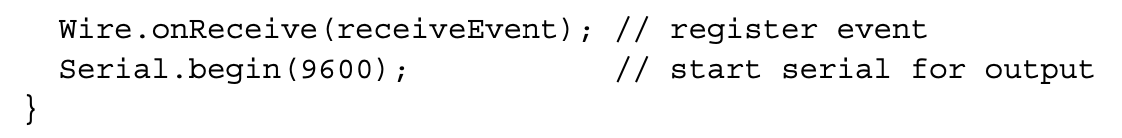 Wire.onReceive(receiveEvent); // register event
  Serial.begin(9600);           // start serial for output
}